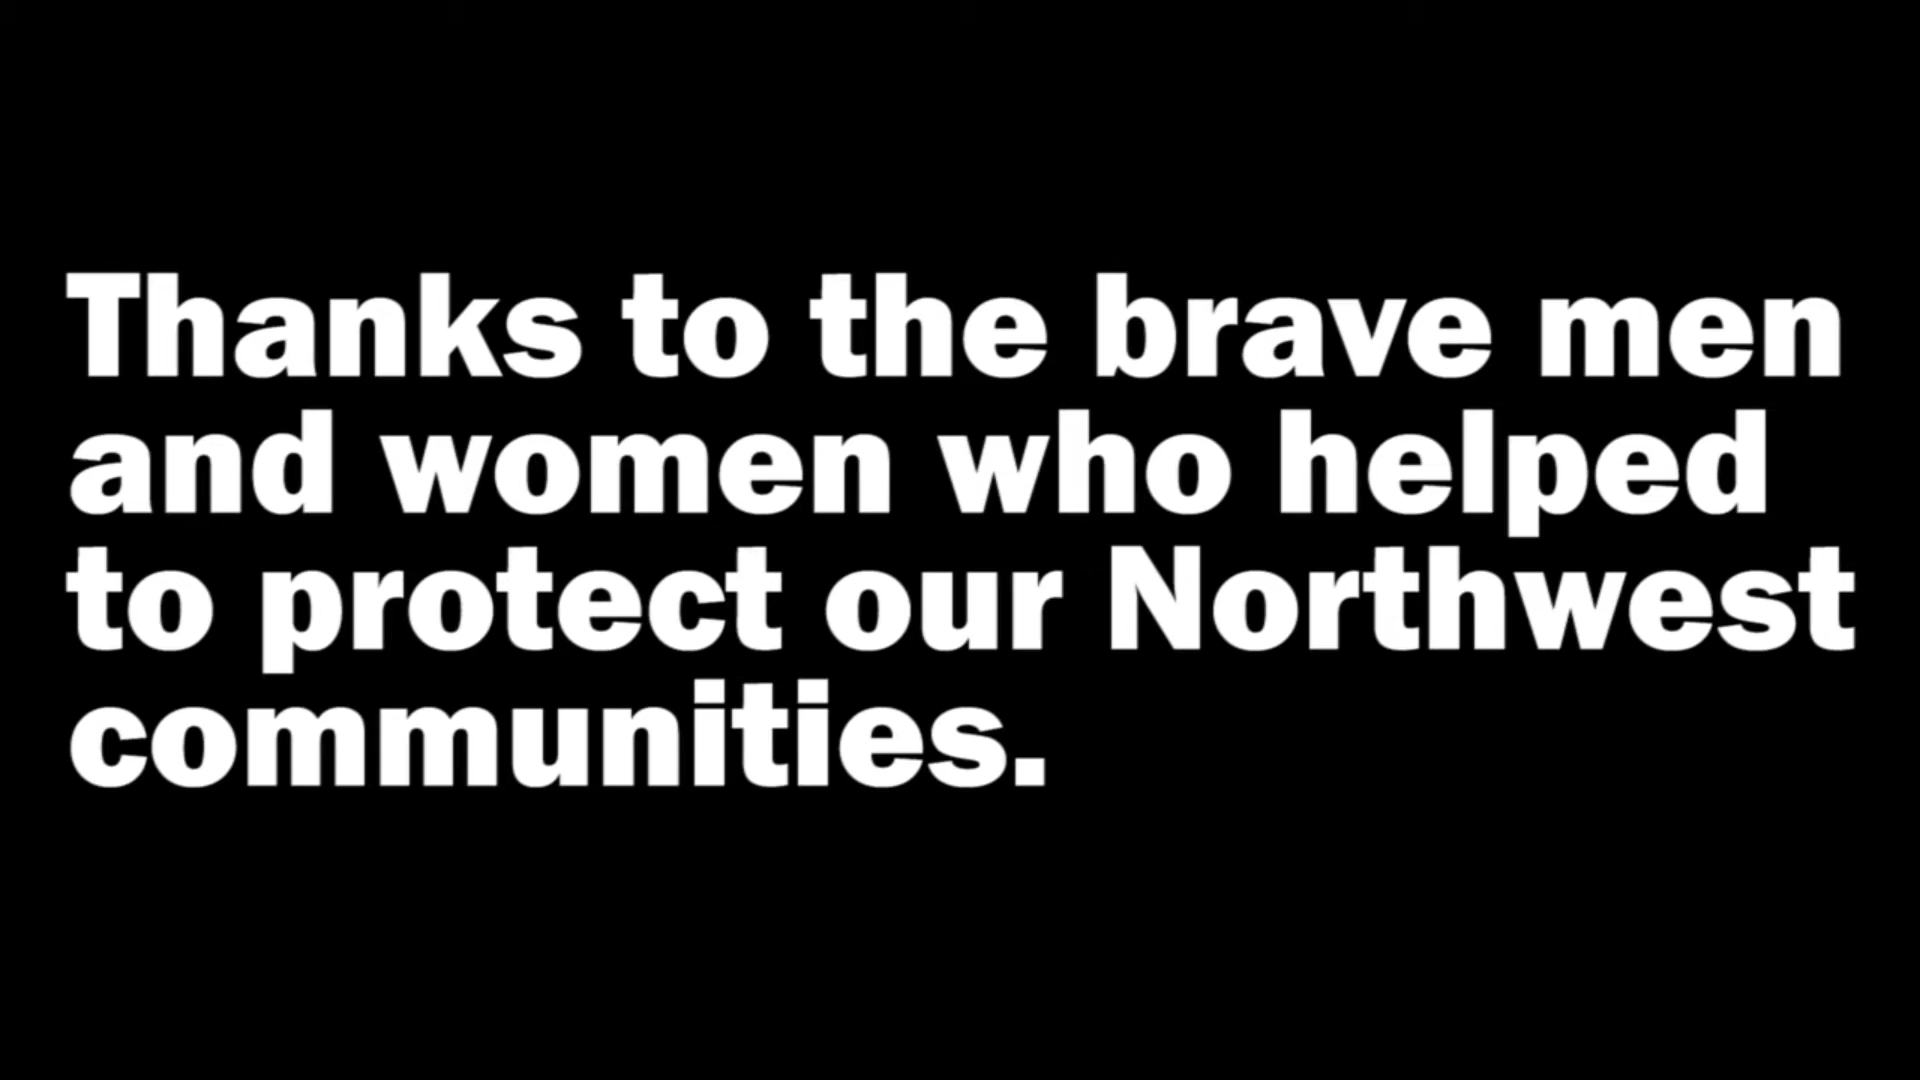 Thanks to the brave men
and women who helped
to protect our Northwest
communities.